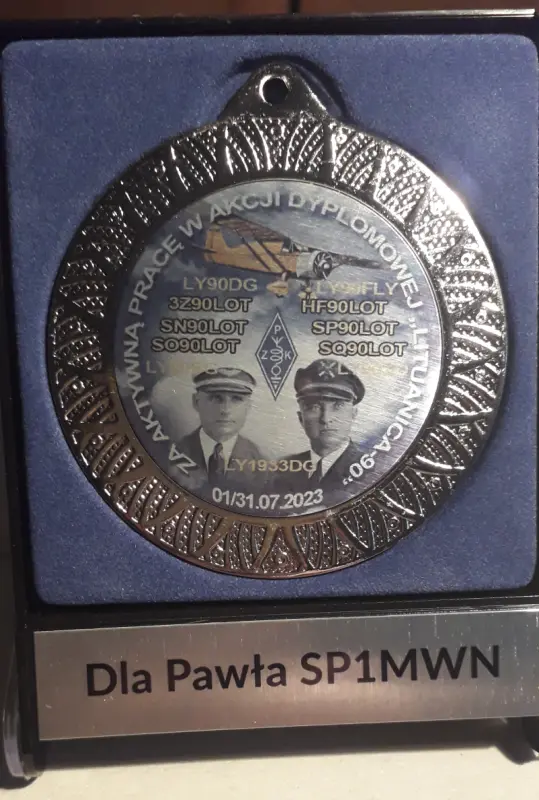 ZA AKTYWNĄ PRACĘ W AKCJI DYPLOMOWEJ „LITUANICA-90”
LY90DG LY90FLY
3Z90LOT HF90LOT
SN90LOT SP90LOT
SO90LOT SQ90LOT
P
Z K
LY1933DG
01/31.07.2023
Dla Pawła SP1MWN